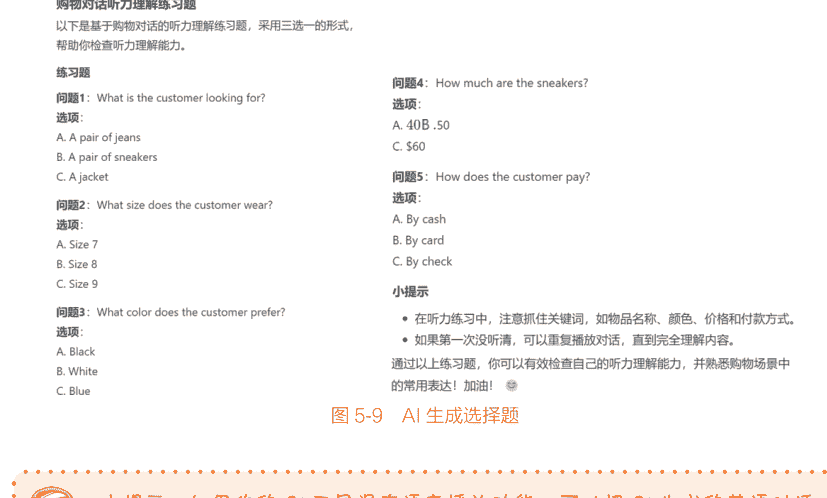 购物对话听力理解练习题
以下是基于购物对话的听力理解练习题，采用三选一的形式，
帮助你检查听力理解能力。
练习题
问题1：What is the customer looking for?
选项：
A. A pair of jeans
B. A pair of sneakers
C. A jacket
问题2：What size does the customer wear?
选项：
A. Size 7
B. Size 8
C. Size 9
问题3：What color does the customer prefer?
选项：
A. Black
B. White
C. Blue
问题4：How much are the sneakers?
选项：
A. 40B .50
C. $60
问题5：How does the customer pay?
选项：
A. By cash
B. By card
C. By check
小提示
• 在听力练习中，注意抓住关键词，如物品名称、颜色、价格和付款方式。
• 如果第一次没听清，可以重复播放对话，直到完全理解内容。
通过以上练习题，你可以有效检查自己的听力理解能力，并熟悉购物场景中
的常用表达！加油！
图 5-9 AI 生成选择题